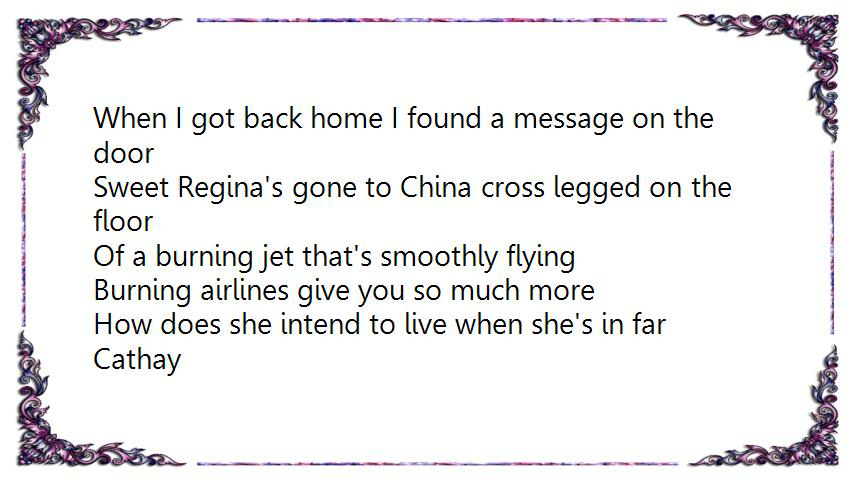 When I got back home I found a message on the
door
Sweet Regina's gone to China cross legged on the
floor
Of a burning jet that's smoothly flying
Burning airlines give you so much more
How does she intend to live when she's in far
Cathay